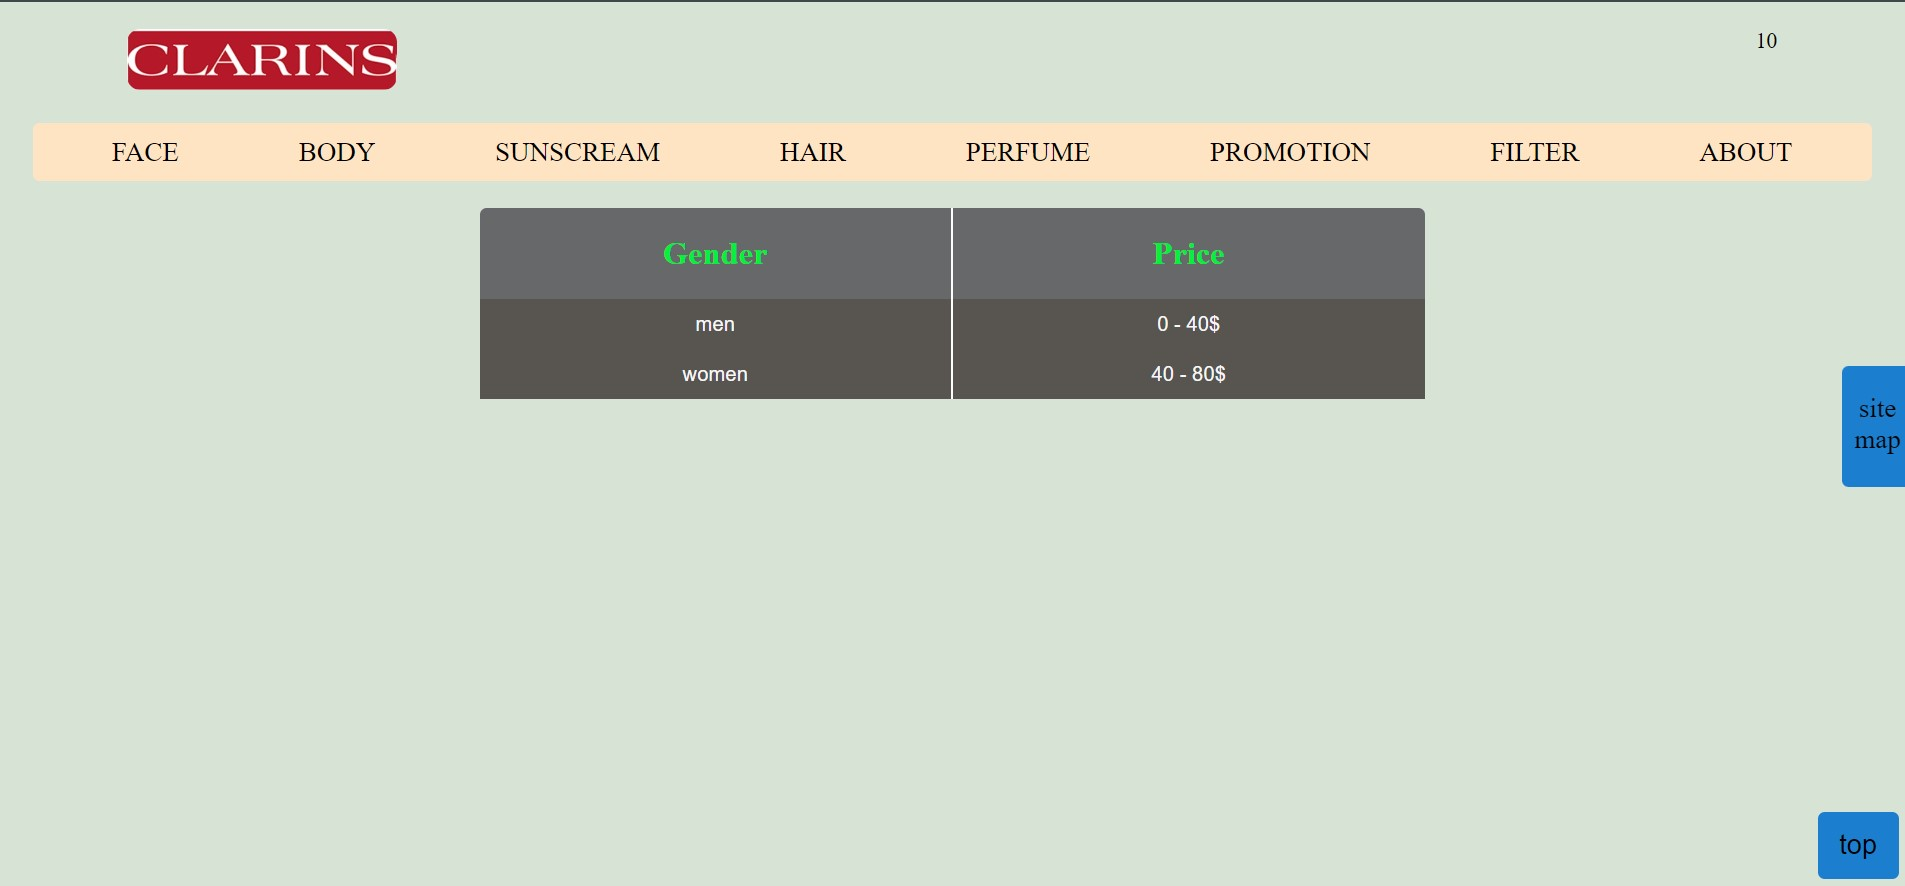 CLARINS
10
FACE BODY SUNSCREAM HAIR PERFUME PROMOTION FILTER ABOUT
Gender Price
men 0 - 40$
women 40 - 80$
site
map
top